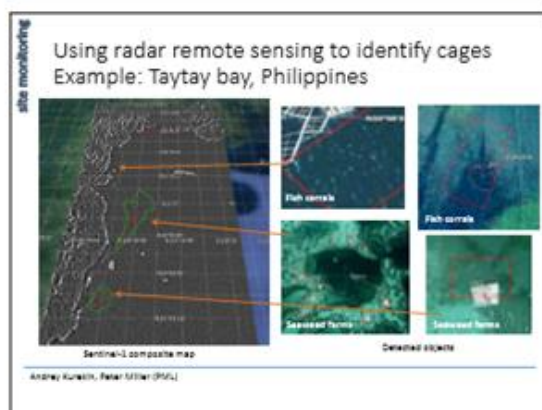 site monitoring
Using radar remote sensing to identify cages
Example: Taytay bay, Philippines
Fish corrals
Fish corrals
Seaweed farms
Seaweed farms
Sentinel-1 composite map
Detected objects
Andrey Kurekin, Peter Miller (PML)